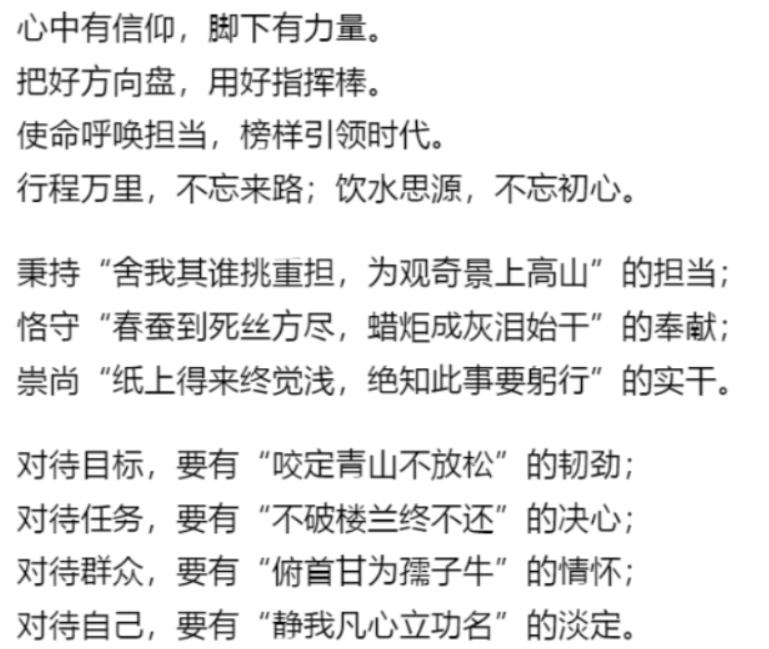 心中有信仰，脚下有力量。
把好方向盘，用好指挥棒。
使命呼唤担当，榜样引领时代。
行程万里，不忘来路；饮水思源，不忘初心。
秉持“舍我其谁挑重担，为观奇景上高山”的担当；
恪守“春蚕到死丝方尽，蜡炬成灰泪始干”的奉献；
崇尚“纸上得来终觉浅，绝知此事要躬行”的实干。
对待目标，要有“咬定青山不放松”的韧劲；
对待任务，要有“不破楼兰终不还”的决心；
对待群众，要有“俯首甘为孺子牛”的情怀；
对待自己，要有“静我凡心立功名”的淡定。